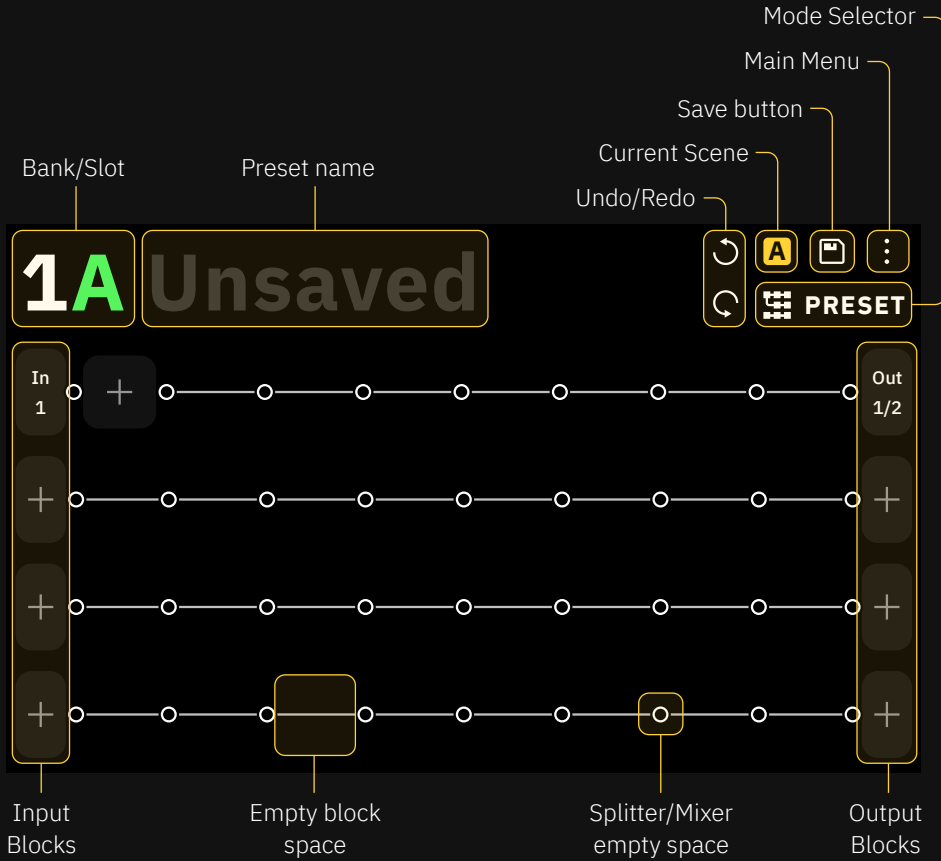 Mode Selector
Main Menu
Save button
Current Scene
Undo/Redo
Bank/Slot
Preset name
1A
Unsaved
A
PRESET
In
1
Out
1/2
Input
Blocks
Empty block
space
Splitter/Mixer
empty space
Output
Blocks